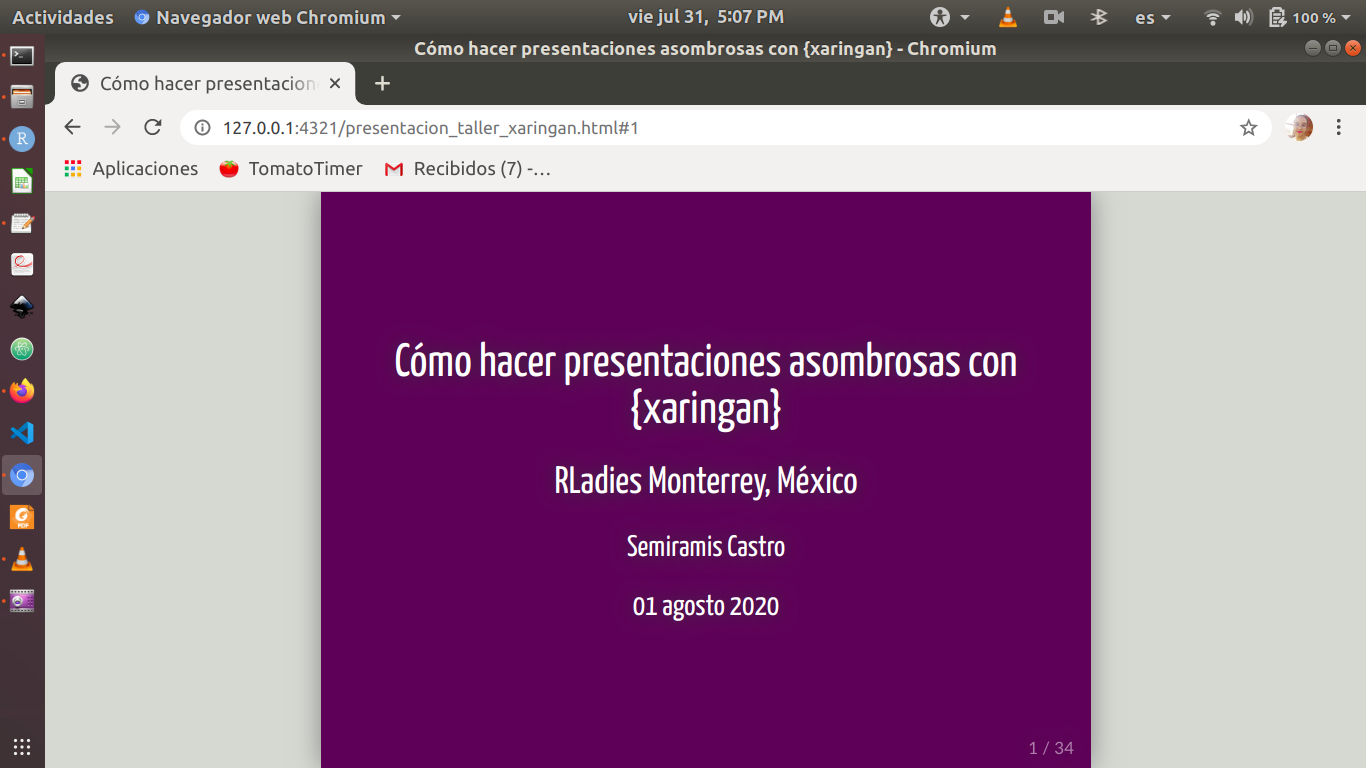 Actividades
Navegador web Chromium
vie jul 31, 5:07 PM
es
100 %
Cómo hacer presentaciones asombrosas con {xaringan} - Chromium
Cómo hacer presentacion
127.0.0.1:4321/presentacion_taller_xaringan.html#1
Aplicaciones
TomatoTimer
Recibidos (7) -…
R
PDF
Cómo hacer presentaciones asombrosas con
{xaringan}
RLadies Monterrey, México
Semiramis Castro
01 agosto 2020
1 / 34